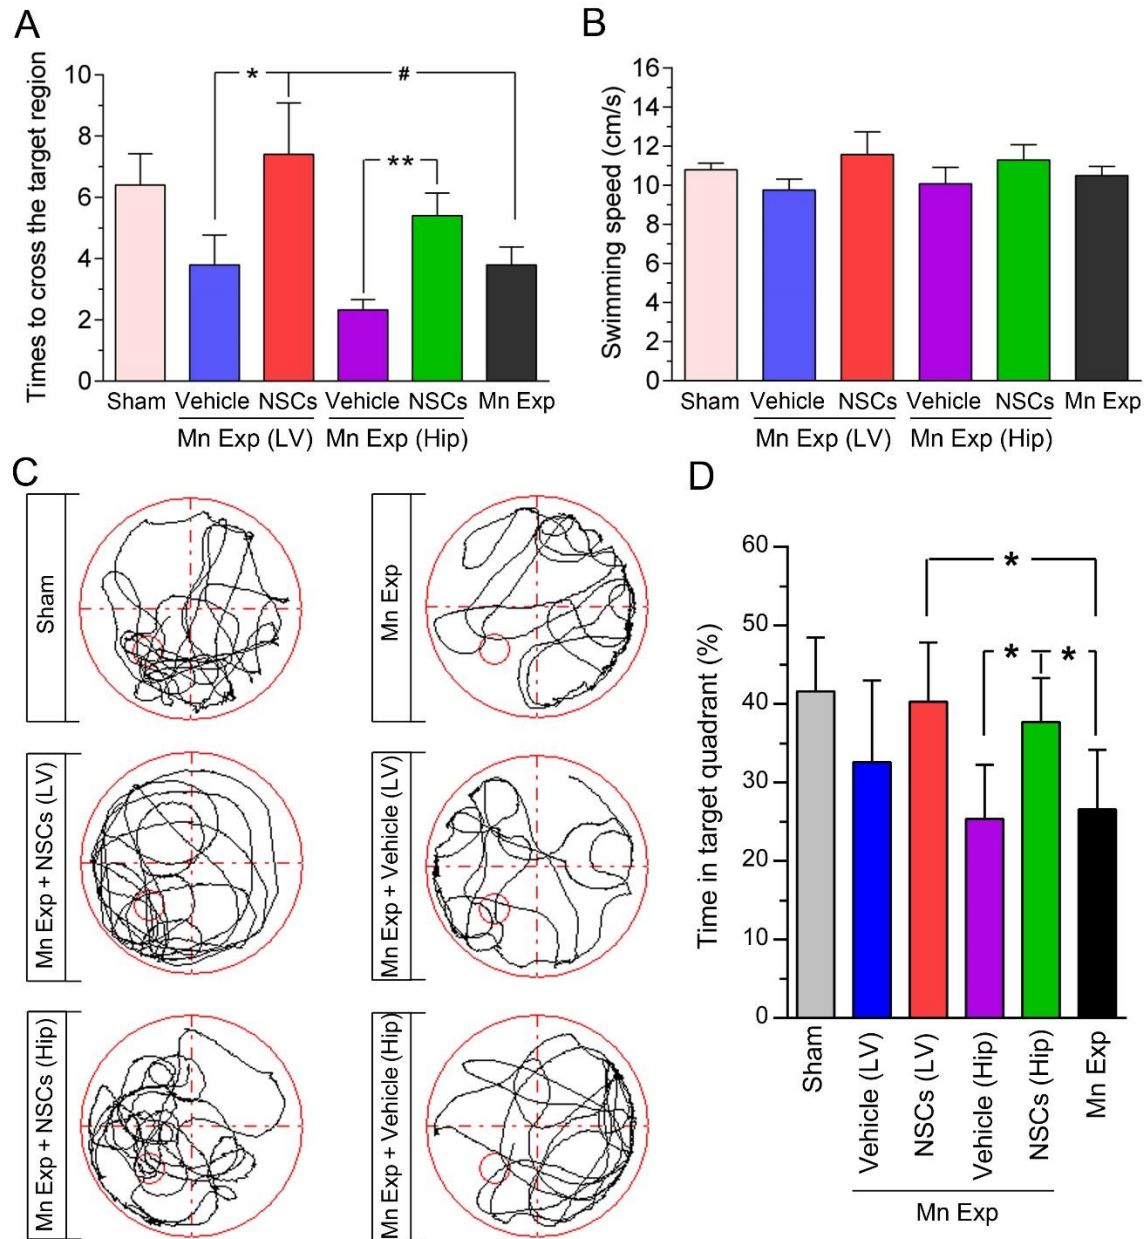 A
Times to cross the target region
10
8
6
4
2
0
*
#
**
Sham
Vehicle
NSCs
Vehicle
NSCs
Mn Exp
Mn Exp (LV)
Mn Exp (Hip)
B
Swimming speed (cm/s)
16
14
12
10
8
6
4
2
0
Sham
Vehicle
NSCs
Vehicle
NSCs
Mn Exp
Mn Exp (LV)
Mn Exp (Hip)
C
Sham
Mn Exp
Mn Exp + NSCs (LV)
Mn Exp + Vehicle (LV)
Mn Exp + NSCs (Hip)
Mn Exp + Vehicle (Hip)
D
Time in target quadrant (%)
60
50
40
30
20
10
0
*
*
*
Sham
Vehicle (LV)
NSCs (LV)
Vehicle (Hip)
NSCs (Hip)
Mn Exp
Mn Exp